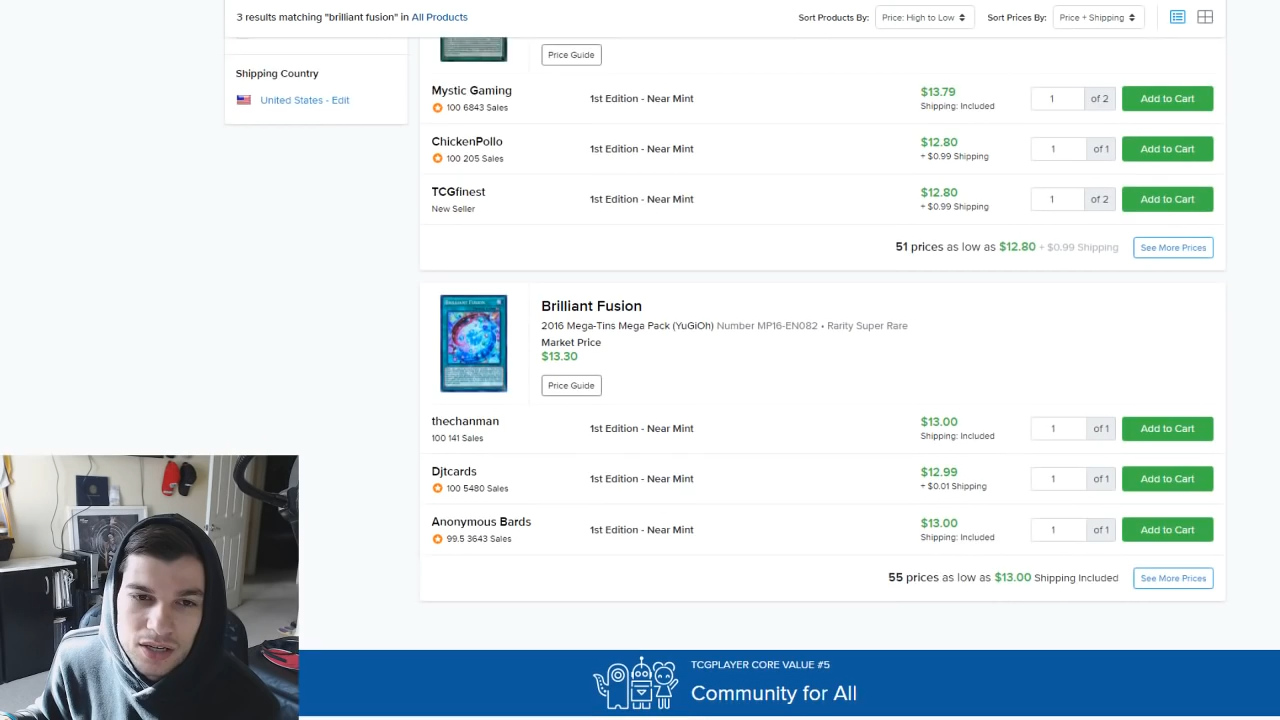 3 results matching "brilliant fusion" in All Products
Sort Products By: Price: High to Low
Sort Prices By: Price + Shipping
Price Guide
Shipping Country
United States - Edit
Mystic Gaming
100 6843 Sales
1st Edition - Near Mint
$13.79
Shipping: Included
1 of 2
Add to Cart
ChickenPollo
100 205 Sales
1st Edition - Near Mint
$12.80
+ $0.99 Shipping
1 of 1
Add to Cart
TCGfinest
New Seller
1st Edition - Near Mint
$12.80
+ $0.99 Shipping
1 of 2
Add to Cart
51 prices as low as $12.80 + $0.99 Shipping
See More Prices
Brilliant Fusion
Brilliant Fusion
2016 Mega-Tins Mega Pack (YuGiOh) Number MP16-EN082 • Rarity Super Rare
Market Price
$13.30
Price Guide
thechanman
100 141 Sales
1st Edition - Near Mint
$13.00
Shipping: Included
1 of 1
Add to Cart
Djtcards
100 5480 Sales
1st Edition - Near Mint
$12.99
+ $0.01 Shipping
1 of 1
Add to Cart
Anonymous Bards
99.5 3643 Sales
1st Edition - Near Mint
$13.00
Shipping: Included
1 of 1
Add to Cart
55 prices as low as $13.00 Shipping Included
See More Prices
TCGPLAYER CORE VALUE #5
Community for All